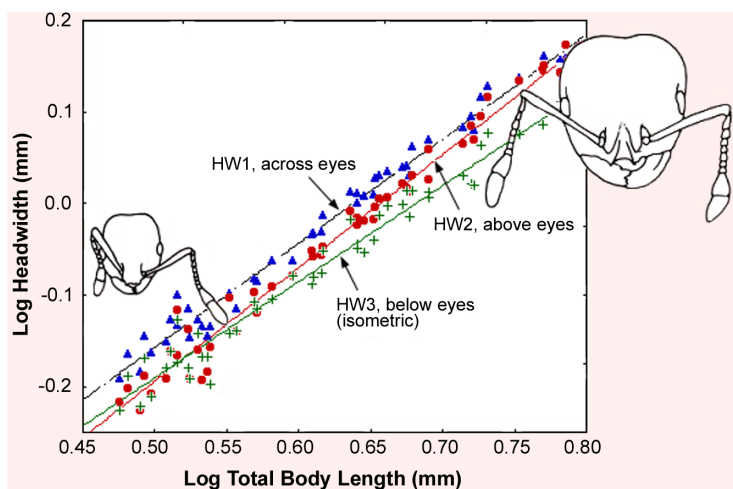 0.2
0.1
0.0
-0.1
-0.2
Log Headwidth (mm)
HW1, across eyes
HW2, above eyes
HW3, below eyes
(isometric)
0.45 0.50 0.55 0.60 0.65 0.70 0.75 0.80
Log Total Body Length (mm)